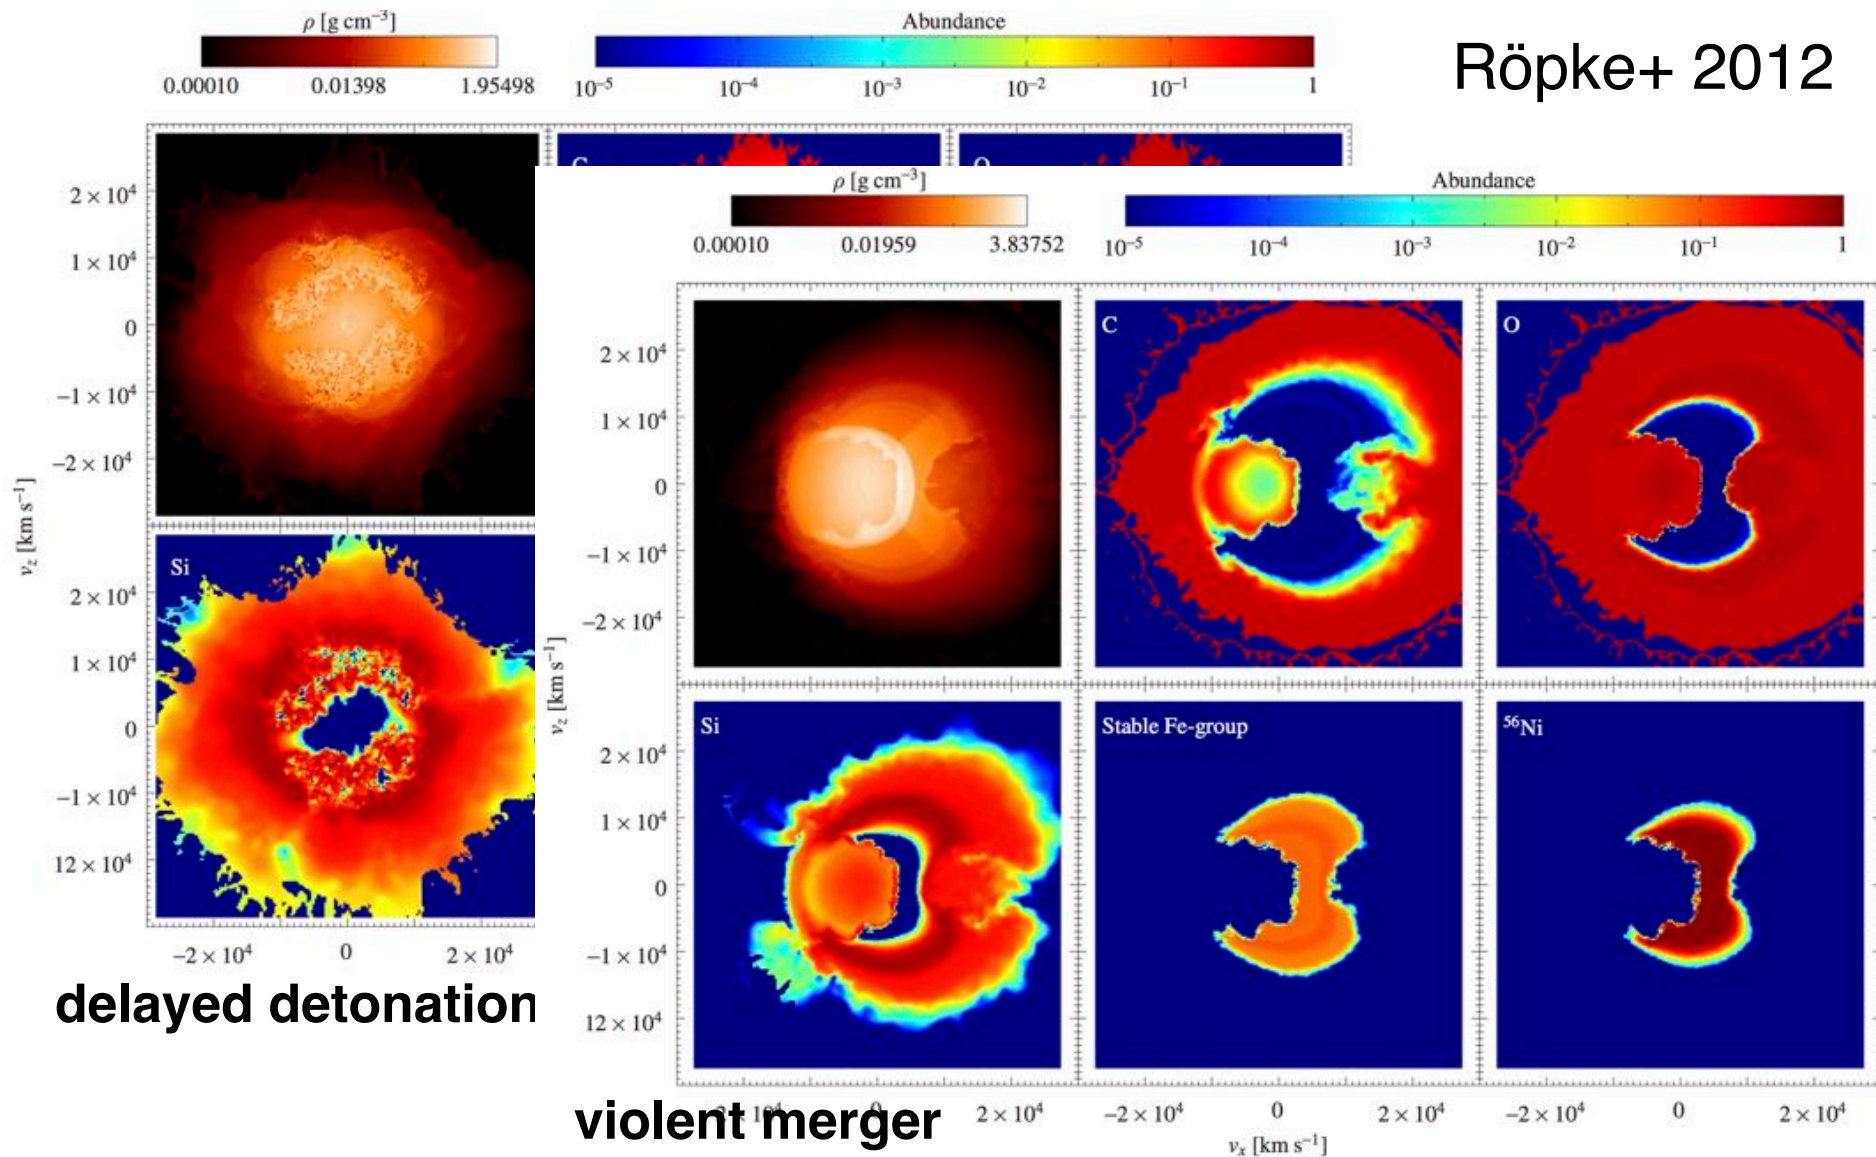 ρ [g cm⁻³]
0.00010 0.01398 1.95498
Abundance
10⁻⁵ 10⁻⁴ 10⁻³ 10⁻² 10⁻¹ 1
Röpke+ 2012
2 × 10⁴
1 × 10⁴
0
−1 × 10⁴
−2 × 10⁴
v_z [km s⁻¹]
Si
2 × 10⁴
1 × 10⁴
0
−1 × 10⁴
12 × 10⁴
−2 × 10⁴ 0 2 × 10⁴
delayed detonation
ρ [g cm⁻³]
0.00010 0.01959 3.83752
Abundance
10⁻⁵ 10⁻⁴ 10⁻³ 10⁻² 10⁻¹ 1
2 × 10⁴
1 × 10⁴
0
−1 × 10⁴
−2 × 10⁴
C
O
v_z [km s⁻¹]
Si
Stable Fe-group
⁵⁶Ni
2 × 10⁴
1 × 10⁴
0
−1 × 10⁴
12 × 10⁴
2 × 10⁴
−2 × 10⁴ 0 2 × 10⁴
−2 × 10⁴ 0 2 × 10⁴
v_x [km s⁻¹]
violent merger